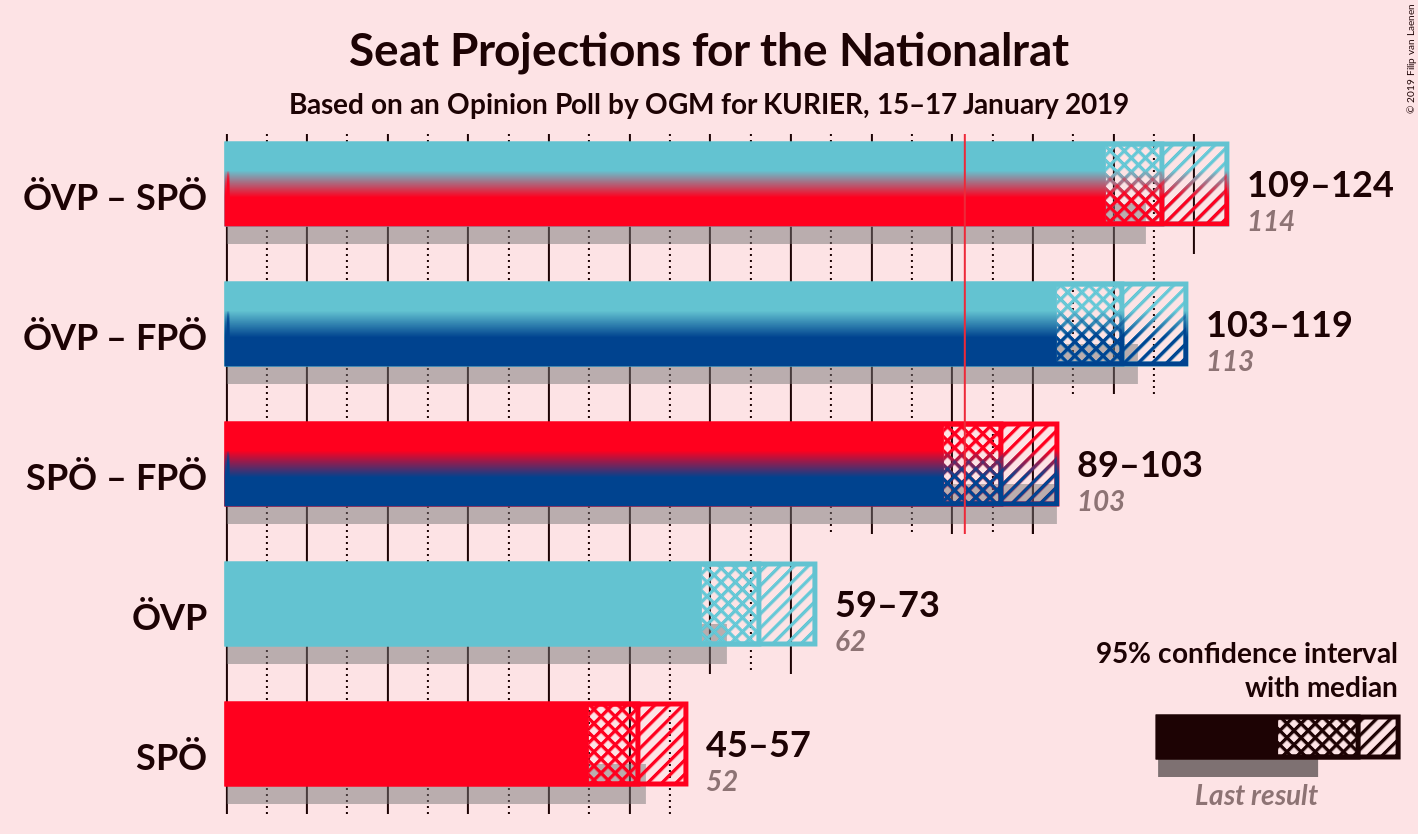 Seat Projections for the Nationalrat
Based on an Opinion Poll by OGM for KURIER, 15–17 January 2019
© 2019 Filip van Laenen
ÖVP – SPÖ
109–124
114
ÖVP – FPÖ
103–119
113
SPÖ – FPÖ
89–103
103
ÖVP
59–73
62
SPÖ
45–57
52
95% confidence interval
with median
Last result